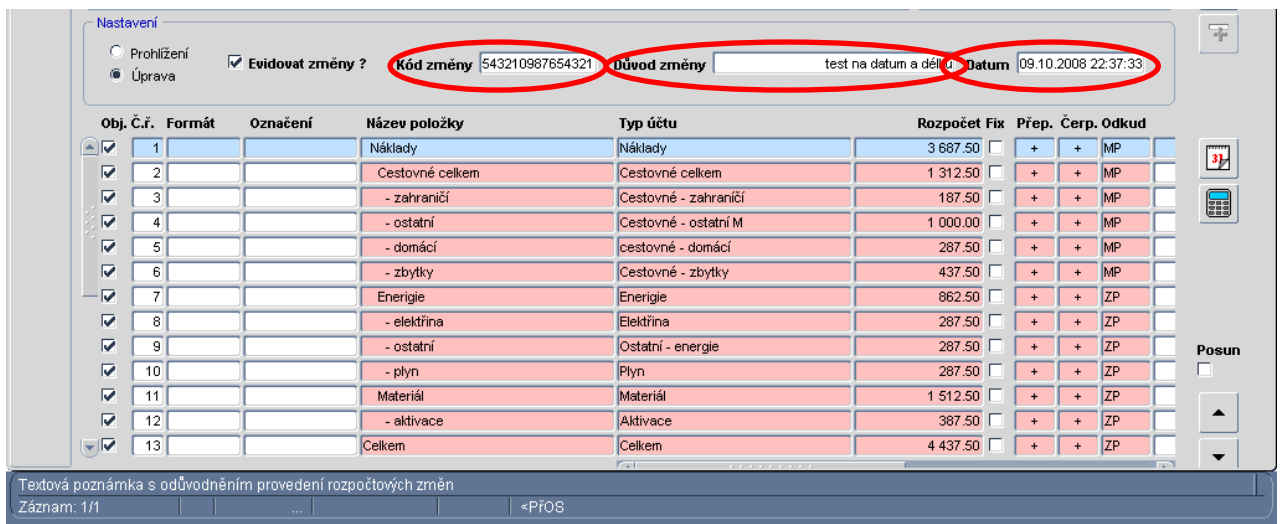 Nastavení
Prohlížení
Úprava
Evidovat změny ? Kód změny 543210987654321 Důvod změny test na datum a délku Datum 09.10.2008 22:37:33
Obj. Č.ř. Formát Označení Název položky Typ účtu Rozpočet Fix Přep. Čerp. Odkud
1 Náklady Náklady 3 687.50 + + MP
2 Cestovné celkem Cestovné celkem 1 312.50 + + MP
3 - zahraničí Cestovné - zahraníčí 187.50 + + MP
4 - ostatní Cestovné - ostatní M 1 000.00 + + MP
5 - domácí cestovné - domácí 287.50 + + MP
6 - zbytky Cestovné - zbytky 437.50 + + MP
7 Enerigie Enerigie 862.50 + + ZP
8 - elektřina Elektřina 287.50 + + ZP
9 - ostatní Ostatní - energie 287.50 + + ZP
10 - plyn Plyn 287.50 + + ZP
11 Materiál Materiál 1 512.50 + + ZP
12 - aktivace Aktivace 387.50 + + ZP
13 Celkem Celkem 4 437.50 + + ZP
31
Posun
Textová poznámka s odůvodněním provedení rozpočtových změn
Záznam: 1/1 ... <PřOS